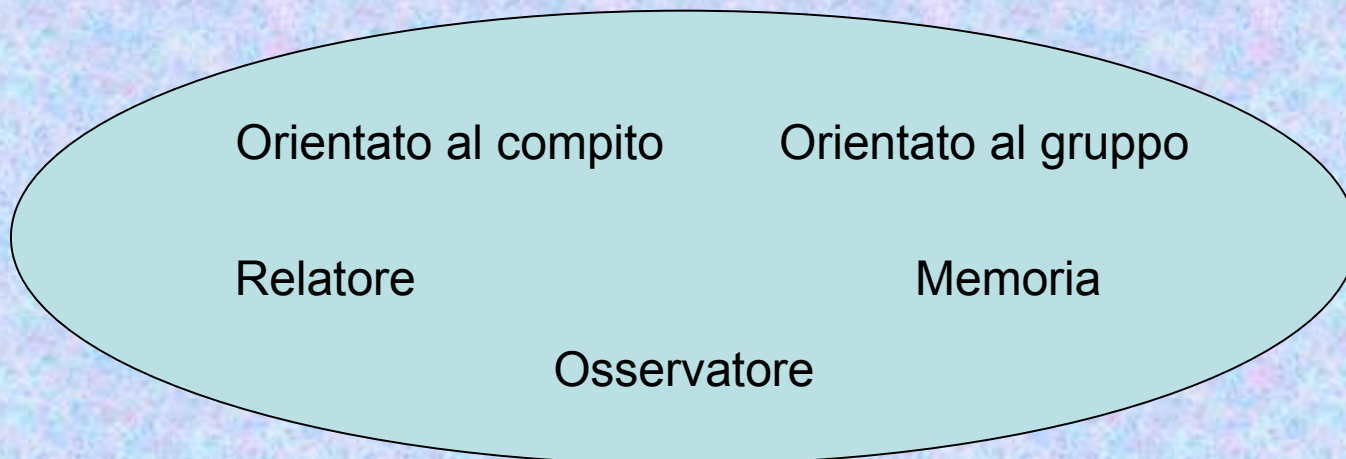 Orientato al compito Orientato al gruppo
Relatore Memoria
Osservatore